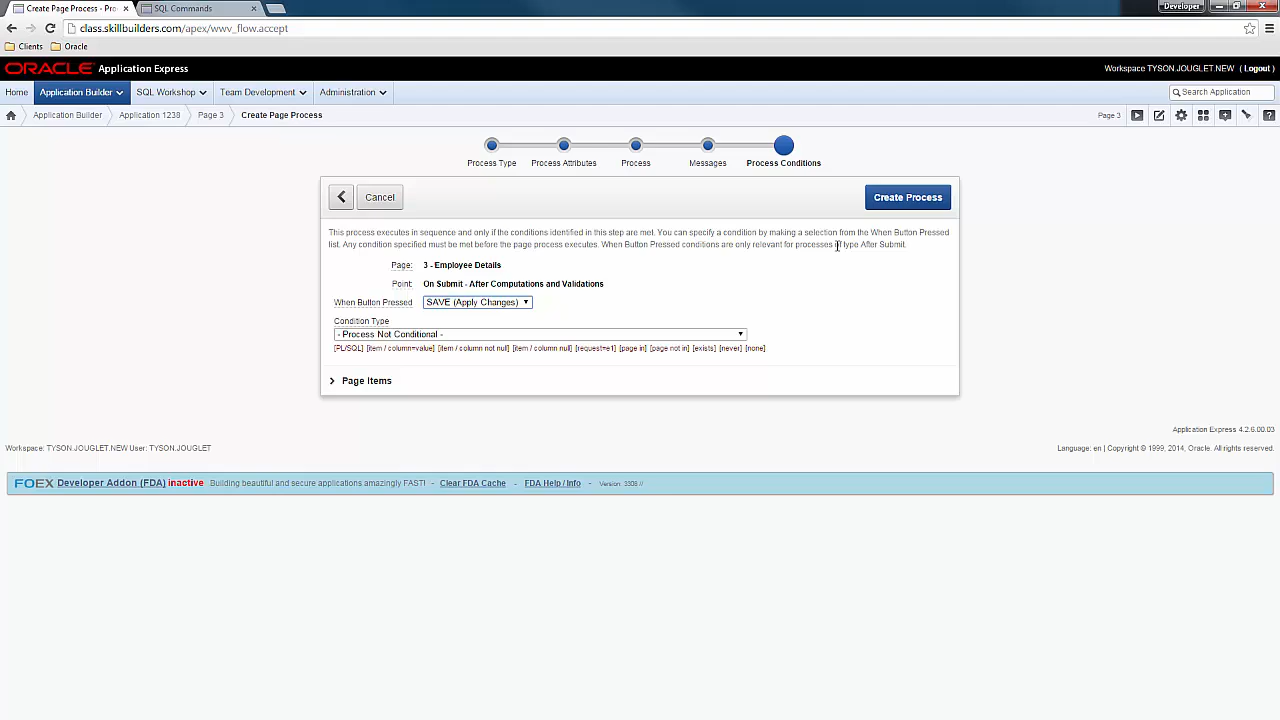 Create Page Process - Pro
SQL Commands
Developer
class.skillbuilders.com/apex/wwv_flow.accept
Clients
Oracle
ORACLE Application Express
Workspace TYSON.JOUGLET.NEW ( Logout )
Home
Application Builder
SQL Workshop
Team Development
Administration
Search Application
Application Builder
Application 1238
Page 3
Create Page Process
Page 3
Process Type
Process Attributes
Process
Messages
Process Conditions
Cancel
Create Process
This process executes in sequence and only if the conditions identified in this step are met. You can specify a condition by making a selection from the When Button Pressed
list. Any condition specified must be met before the page process executes. When Button Pressed conditions are only relevant for processes of type After Submit.
Page: 3 - Employee Details
Point: On Submit - After Computations and Validations
When Button Pressed SAVE (Apply Changes)
Condition Type
- Process Not Conditional -
[PL/SQL] [item / column=value] [item / column not null] [item / column null] [request=e1] [page in] [page not in] [exists] [never] [none]
Page Items
Application Express 4.2.6.00.03
Workspace: TYSON.JOUGLET.NEW User: TYSON.JOUGLET
Language: en | Copyright © 1999, 2014, Oracle. All rights reserved.
FOEX Developer Addon (FDA) inactive Building beautiful and secure applications amazingly FAST! - Clear FDA Cache - FDA Help / Info - Version: 3306 //